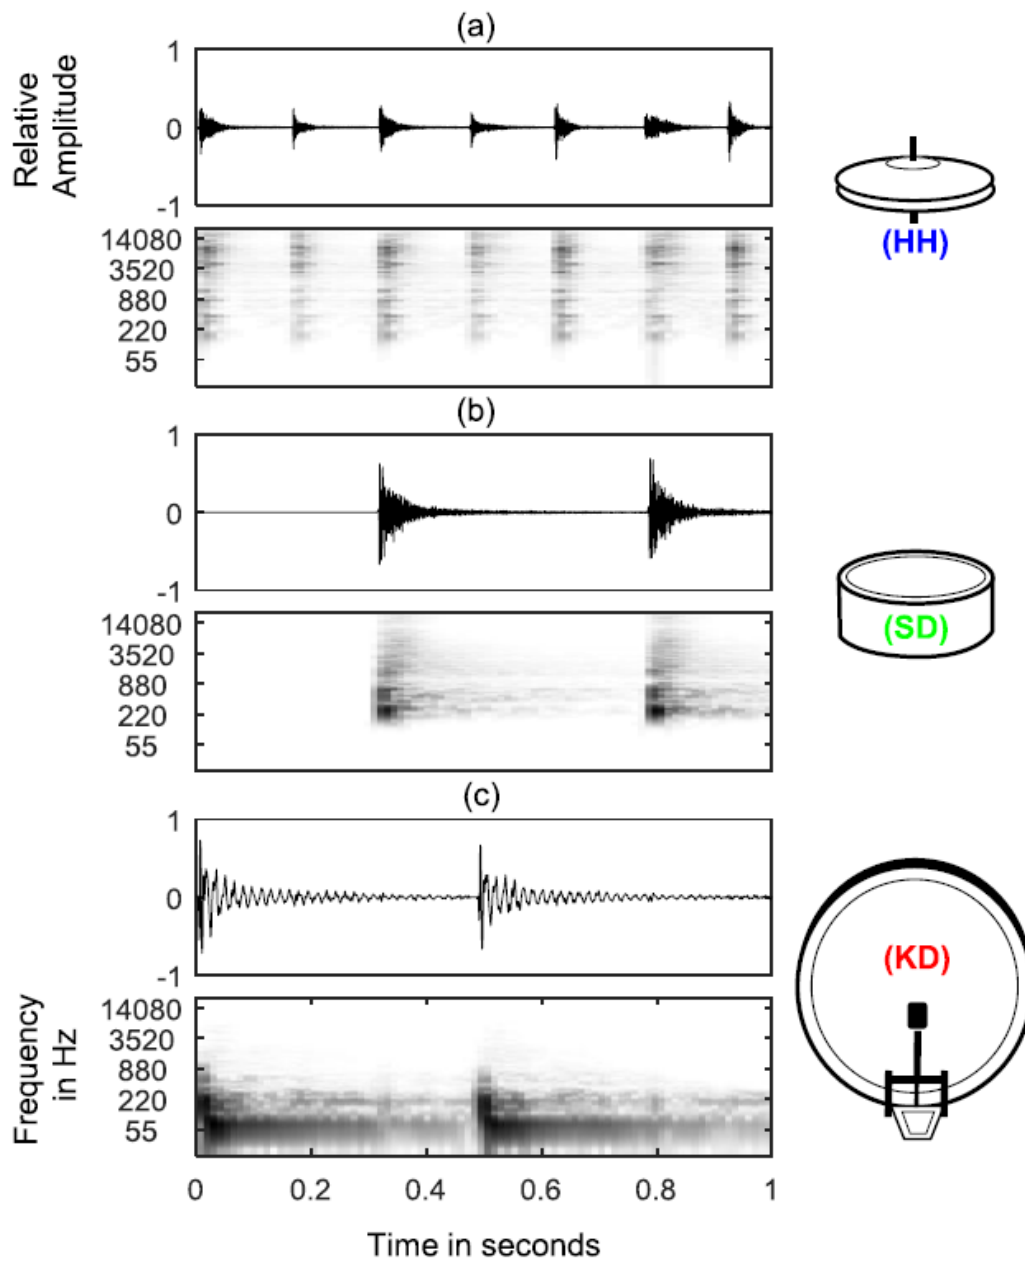 (a)
Relative
Amplitude
1
0
-1
14080
3520
880
220
55
(HH)
(b)
1
0
-1
14080
3520
880
220
55
(SD)
(c)
1
0
-1
(KD)
Frequency
in Hz
14080
3520
880
220
55
0 0.2 0.4 0.6 0.8 1
Time in seconds